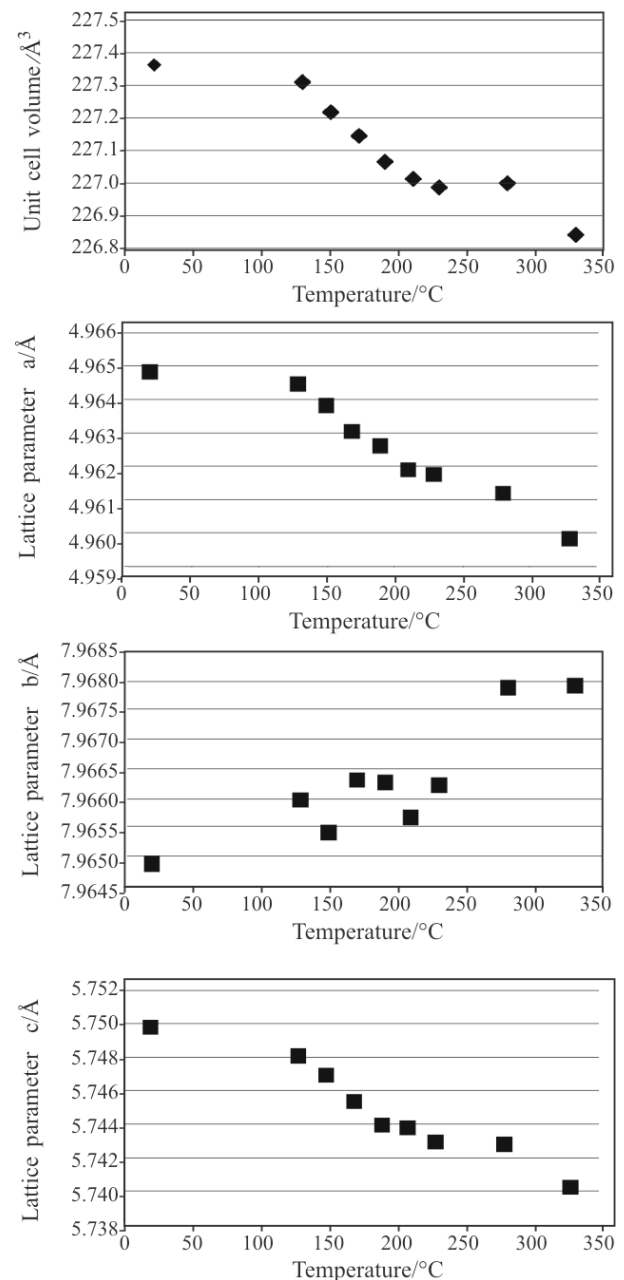 Unit cell volume/Å³
227.5
227.4
227.3
227.2
227.1
227.0
226.9
226.8
0 50 100 150 200 250 300 350
Temperature/°C
Lattice parameter a/Å
4.966
4.965
4.964
4.963
4.962
4.961
4.960
4.959
0 50 100 150 200 250 300 350
Temperature/°C
Lattice parameter b/Å
7.9685
7.9680
7.9675
7.9670
7.9665
7.9660
7.9655
7.9650
7.9645
0 50 100 150 200 250 300 350
Temperature/°C
Lattice parameter c/Å
5.752
5.750
5.748
5.746
5.744
5.742
5.740
5.738
0 50 100 150 200 250 300 350
Temperature/°C